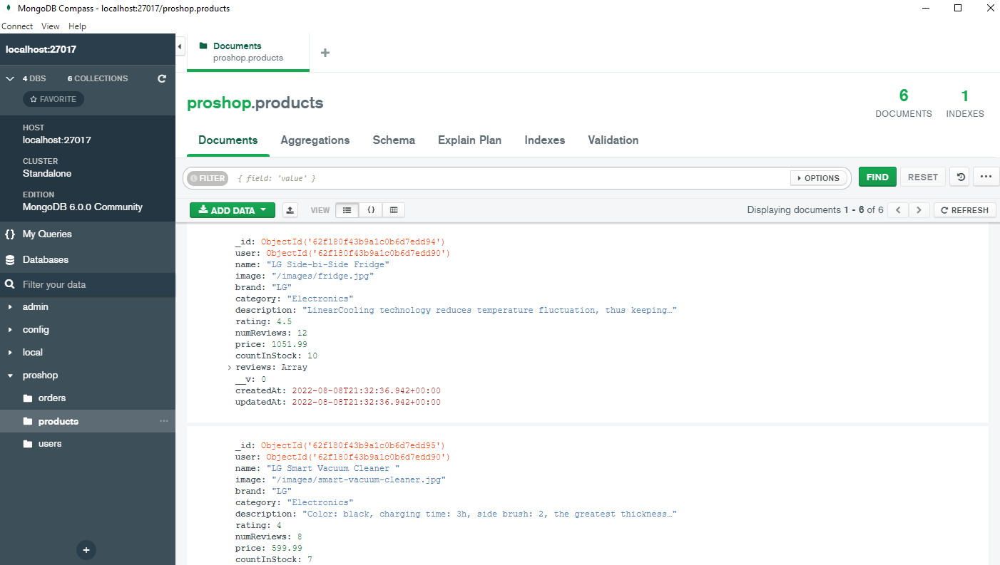 MongoDB Compass - localhost:27017/proshop.products
Connect View Help
localhost:27017
4 DBS 6 COLLECTIONS
FAVORITE
HOST
localhost:27017
CLUSTER
Standalone
EDITION
MongoDB 6.0.0 Community
{} My Queries
Databases
Filter your data
admin
config
local
proshop
orders
products ...
users
+
Documents
proshop.products
+
proshop.products
6
DOCUMENTS
1
INDEXES
Documents Aggregations Schema Explain Plan Indexes Validation
FILTER { field: 'value' } OPTIONS FIND RESET ...
ADD DATA VIEW {} Displaying documents 1 - 6 of 6 < > REFRESH
_id: ObjectId('62f180f43b9a1c0b6d7edd94')
user: ObjectId('62f180f43b9a1c0b6d7edd90')
name: "LG Side-bi-Side Fridge"
image: "/images/fridge.jpg"
brand: "LG"
category: "Electronics"
description: "LinearCooling technology reduces temperature fluctuation, thus keeping…"
rating: 4.5
numReviews: 12
price: 1051.99
countInStock: 10
> reviews: Array
__v: 0
createdAt: 2022-08-08T21:32:36.942+00:00
updatedAt: 2022-08-08T21:32:36.942+00:00
_id: ObjectId('62f180f43b9a1c0b6d7edd95')
user: ObjectId('62f180f43b9a1c0b6d7edd90')
name: "LG Smart Vacuum Cleaner "
image: "/images/smart-vacuum-cleaner.jpg"
brand: "LG"
category: "Electronics"
description: "Color: black, charging time: 3h, side brush: 2, the greatest thickness…"
rating: 4
numReviews: 8
price: 599.99
countInStock: 7